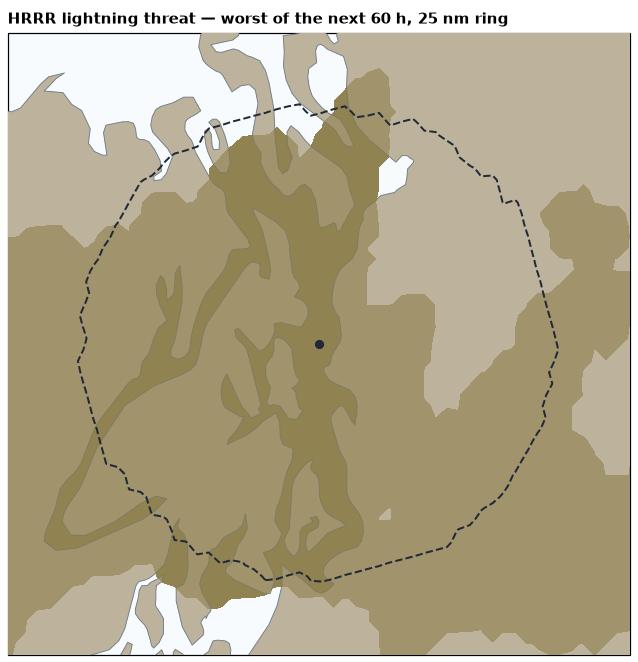 HRRR lightning threat — worst of the next 60 h, 25 nm ring